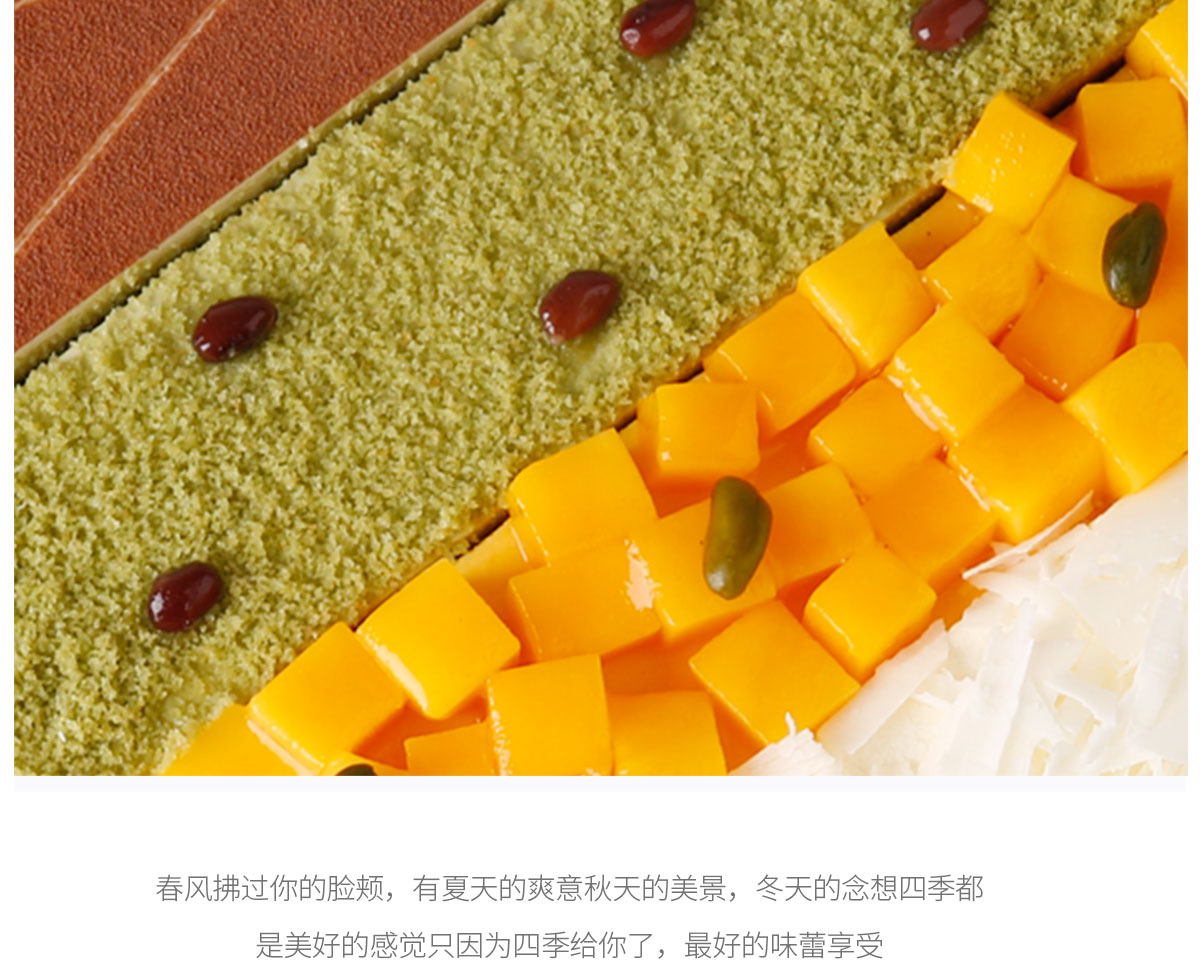 春风拂过你的脸颊，有夏天的爽意秋天的美景，冬天的念想四季都
是美好的感觉只因为四季给你了，最好的味蕾享受